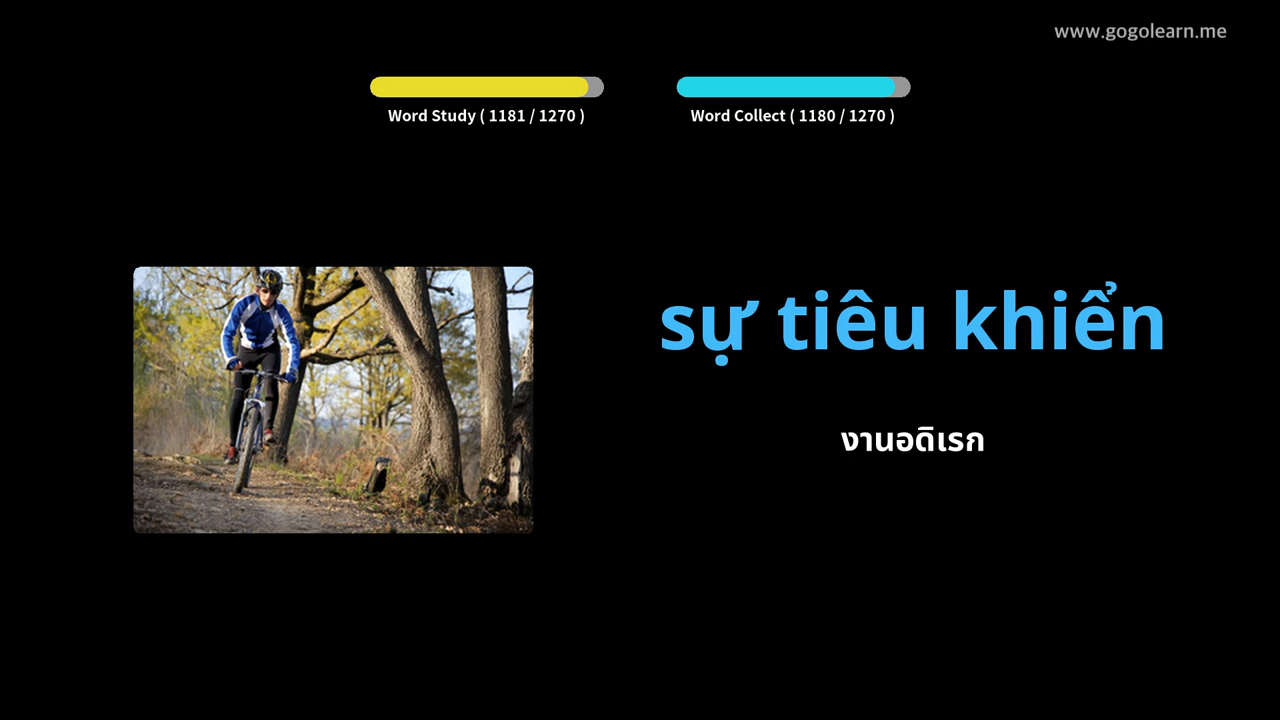 www.gogolearn.me
Word Study ( 1181 / 1270 )
Word Collect ( 1180 / 1270 )
sự tiêu khiển
งานอดิเรก